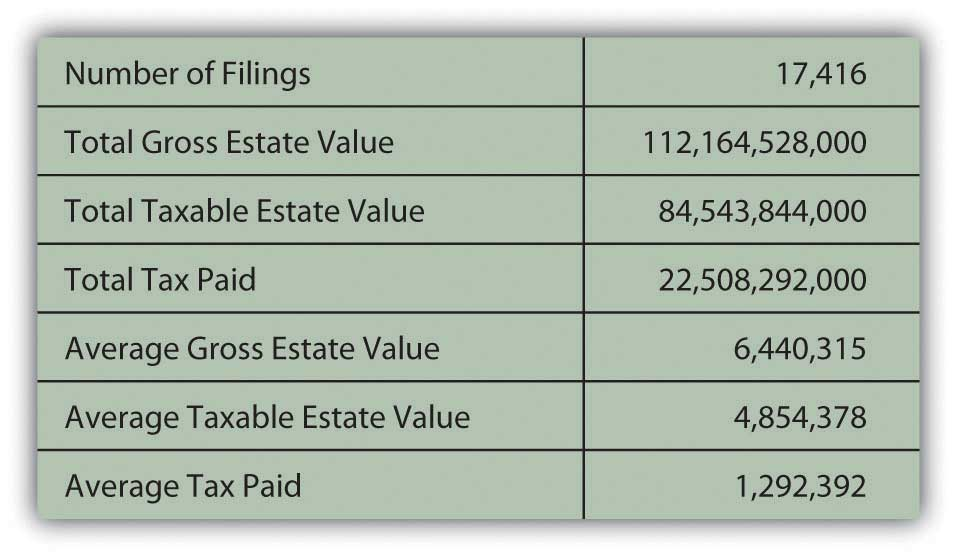 Number of Filings 17,416
Total Gross Estate Value 112,164,528,000
Total Taxable Estate Value 84,543,844,000
Total Tax Paid 22,508,292,000
Average Gross Estate Value 6,440,315
Average Taxable Estate Value 4,854,378
Average Tax Paid 1,292,392